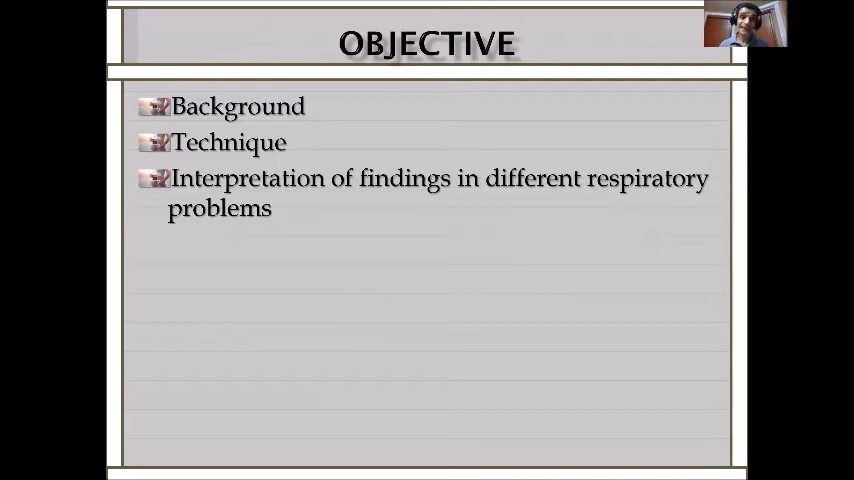 OBJECTIVE
Background
Technique
Interpretation of findings in different respiratory
problems